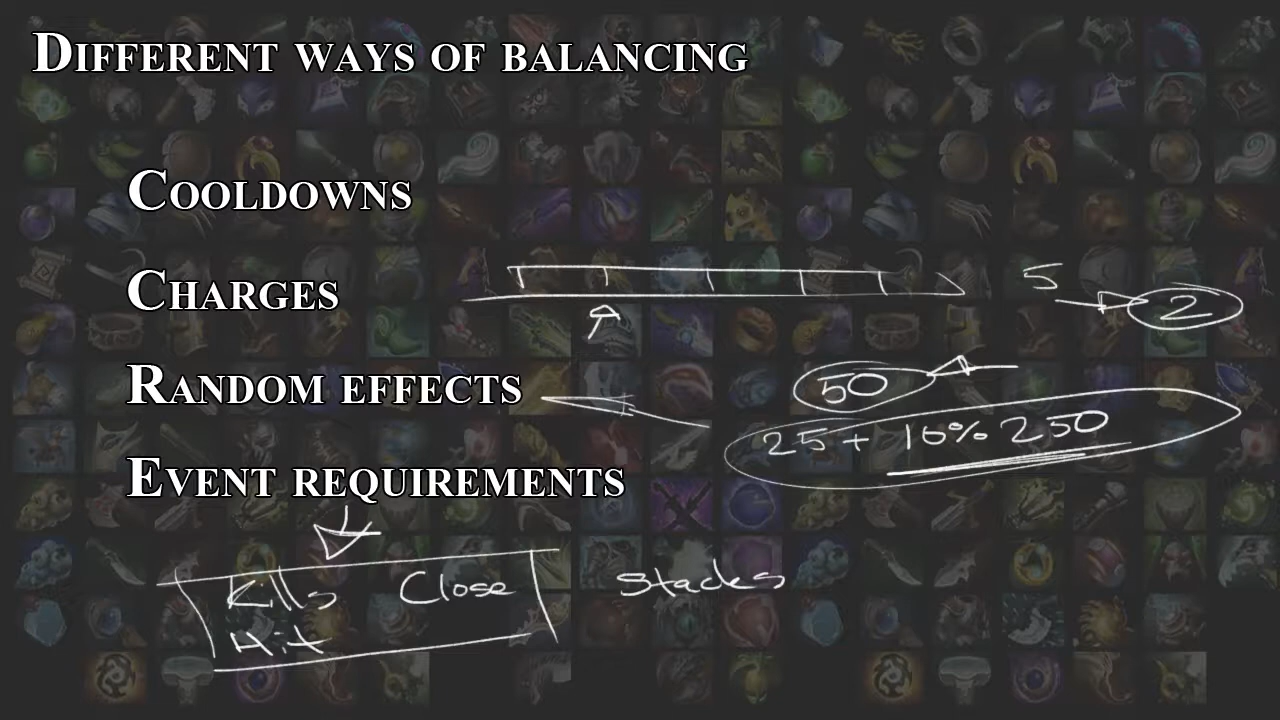 Different ways of balancing
Cooldowns
Charges
5
2
Random effects
50
25 + 10% 250
Event requirements
Kills Close Stacks
Hit